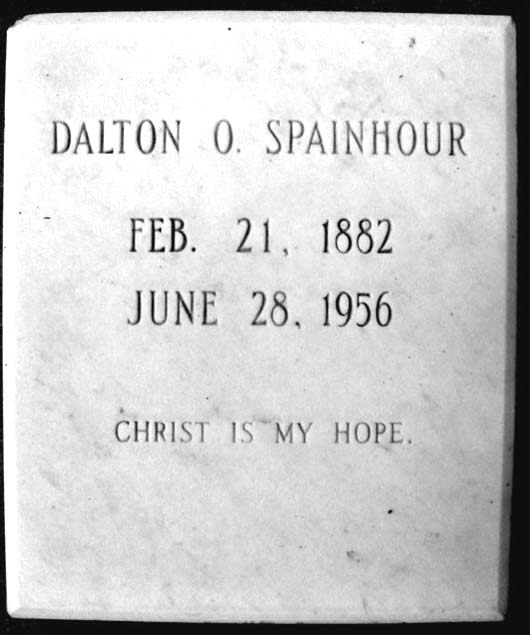 DALTON O. SPAINHOUR
FEB. 21, 1882
JUNE 28, 1956
CHRIST IS MY HOPE.